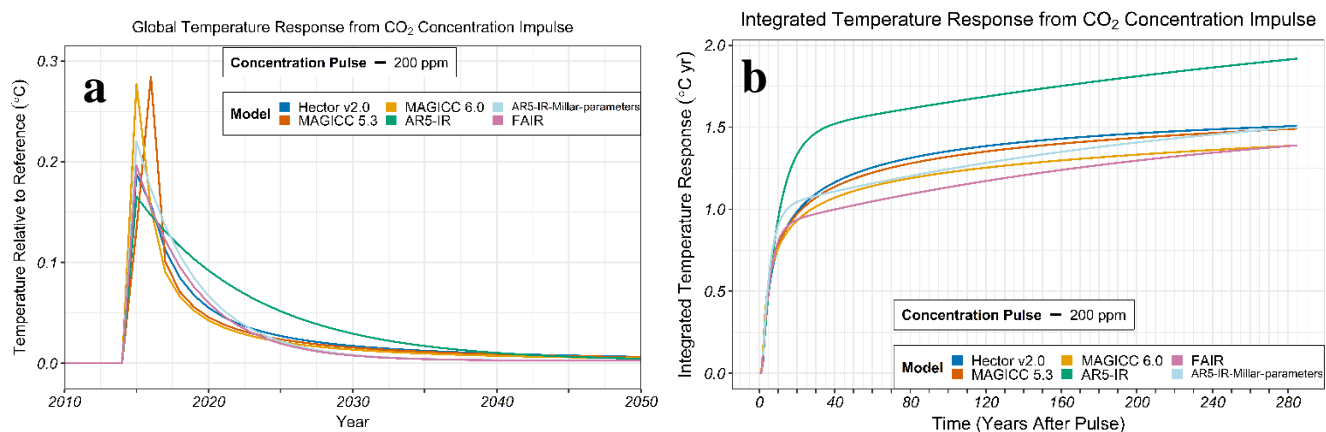 Global Temperature Response from CO₂ Concentration Impulse
a
Concentration Pulse — 200 ppm
Model Hector v2.0 MAGICC 6.0 AR5-IR-Millar-parameters
MAGICC 5.3 AR5-IR FAIR
Temperature Relative to Reference (°C)
0.3
0.2
0.1
0.0
2010 2020 2030 2040 2050
Year
Integrated Temperature Response from CO₂ Concentration Impulse
b
Integrated Temperature Response (°C yr)
2.0
1.5
1.0
0.5
0.0
Concentration Pulse — 200 ppm
Model Hector v2.0 MAGICC 6.0 FAIR
MAGICC 5.3 AR5-IR AR5-IR-Millar-parameters
0 40 80 120 160 200 240 280
Time (Years After Pulse)